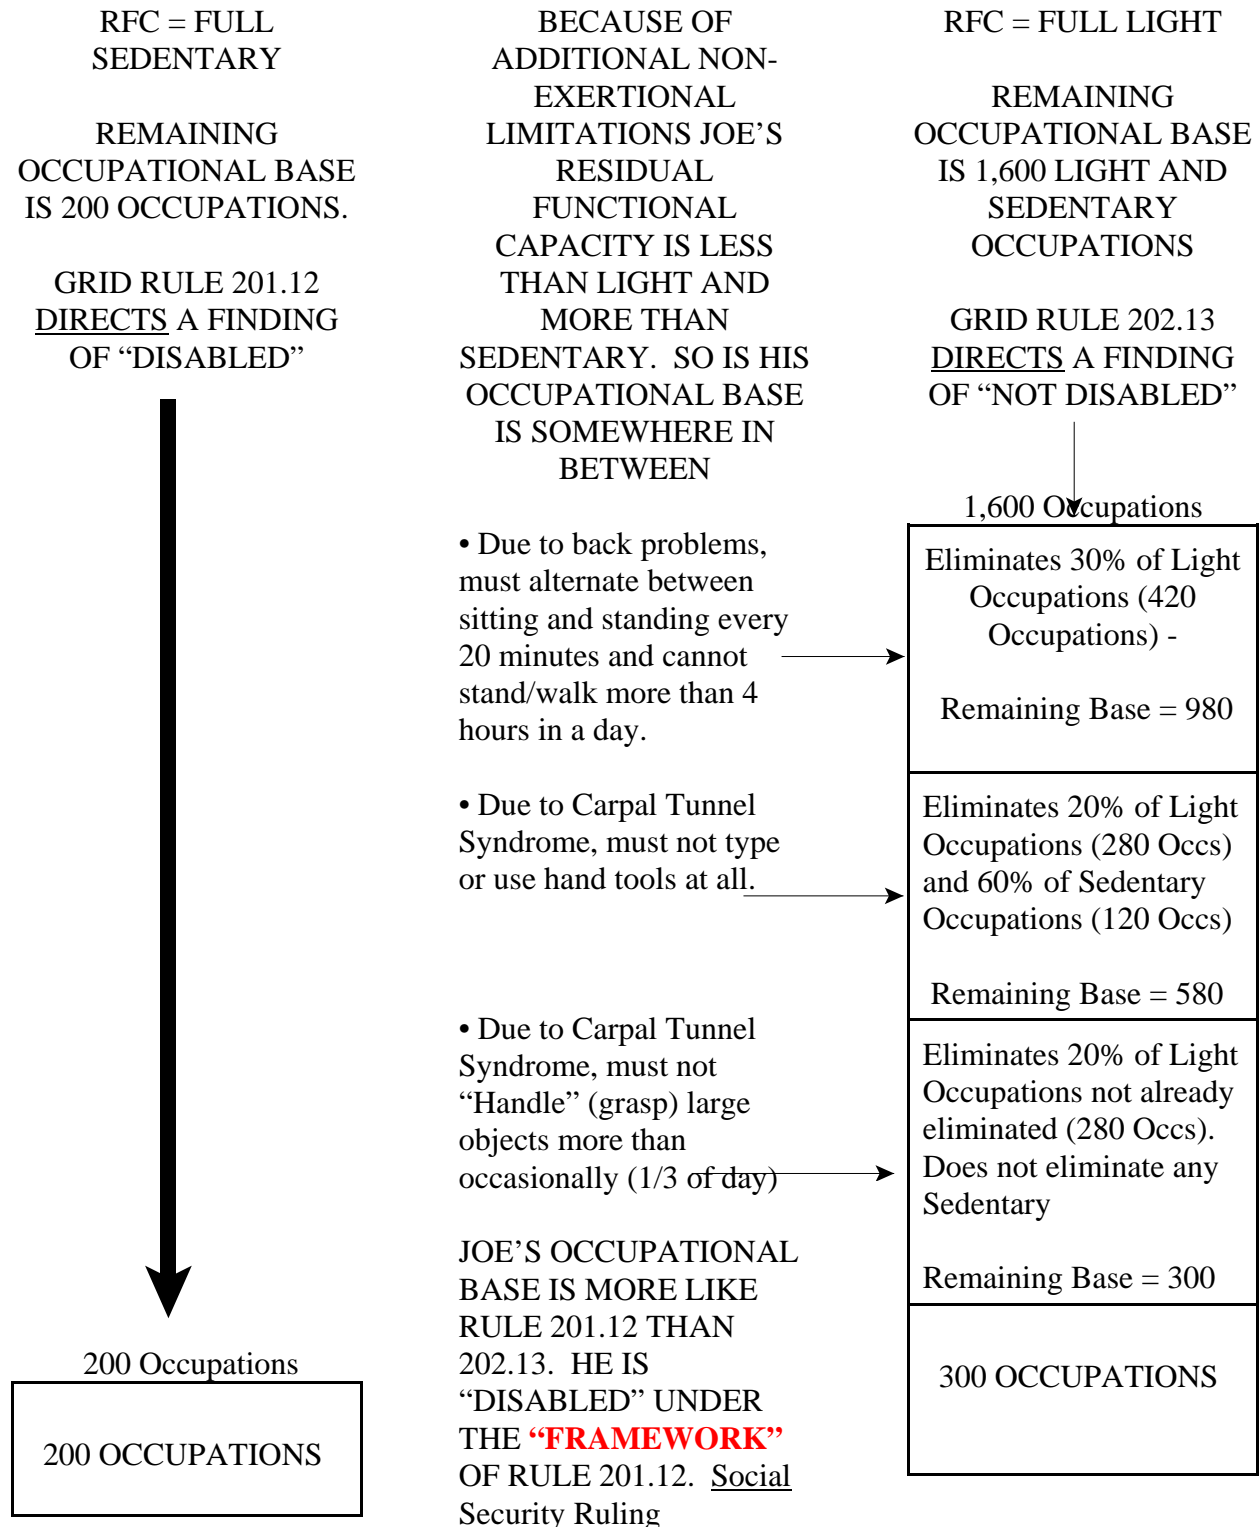 RFC = FULL
SEDENTARY
REMAINING
OCCUPATIONAL BASE
IS 200 OCCUPATIONS.
GRID RULE 201.12
DIRECTS A FINDING
OF “DISABLED”
200 Occupations
200 OCCUPATIONS
BECAUSE OF
ADDITIONAL NON-
EXERTIONAL
LIMITATIONS JOE’S
RESIDUAL
FUNCTIONAL
CAPACITY IS LESS
THAN LIGHT AND
MORE THAN
SEDENTARY. SO IS HIS
OCCUPATIONAL BASE
IS SOMEWHERE IN
BETWEEN
• Due to back problems,
must alternate between
sitting and standing every
20 minutes and cannot
stand/walk more than 4
hours in a day.
• Due to Carpal Tunnel
Syndrome, must not type
or use hand tools at all.
• Due to Carpal Tunnel
Syndrome, must not
“Handle” (grasp) large
objects more than
occasionally (1/3 of day)
JOE’S OCCUPATIONAL
BASE IS MORE LIKE
RULE 201.12 THAN
202.13. HE IS
“DISABLED” UNDER
THE “FRAMEWORK”
OF RULE 201.12. Social
Security Ruling
RFC = FULL LIGHT
REMAINING
OCCUPATIONAL BASE
IS 1,600 LIGHT AND
SEDENTARY
OCCUPATIONS
GRID RULE 202.13
DIRECTS A FINDING
OF “NOT DISABLED”
1,600 Occupations
Eliminates 30% of Light
Occupations (420
Occupations) -
Remaining Base = 980
Eliminates 20% of Light
Occupations (280 Occs)
and 60% of Sedentary
Occupations (120 Occs)
Remaining Base = 580
Eliminates 20% of Light
Occupations not already
eliminated (280 Occs).
Does not eliminate any
Sedentary
Remaining Base = 300
300 OCCUPATIONS